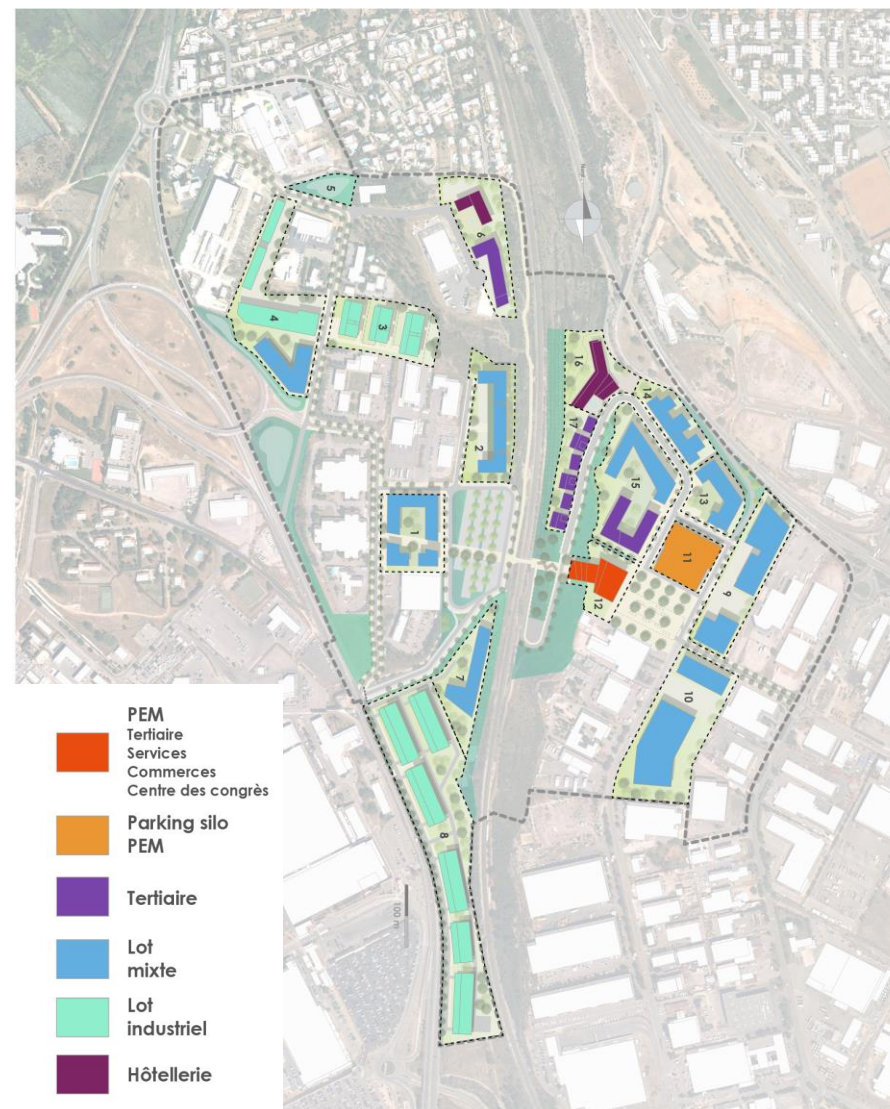 5
6
4
3
16
14
2
17
15
13
1
11
9
12
7
10
8
100 m
PEM
Tertiaire
Services
Commerces
Centre des congrès
Parking silo
PEM
Tertiaire
Lot
mixte
Lot
industriel
Hôtellerie